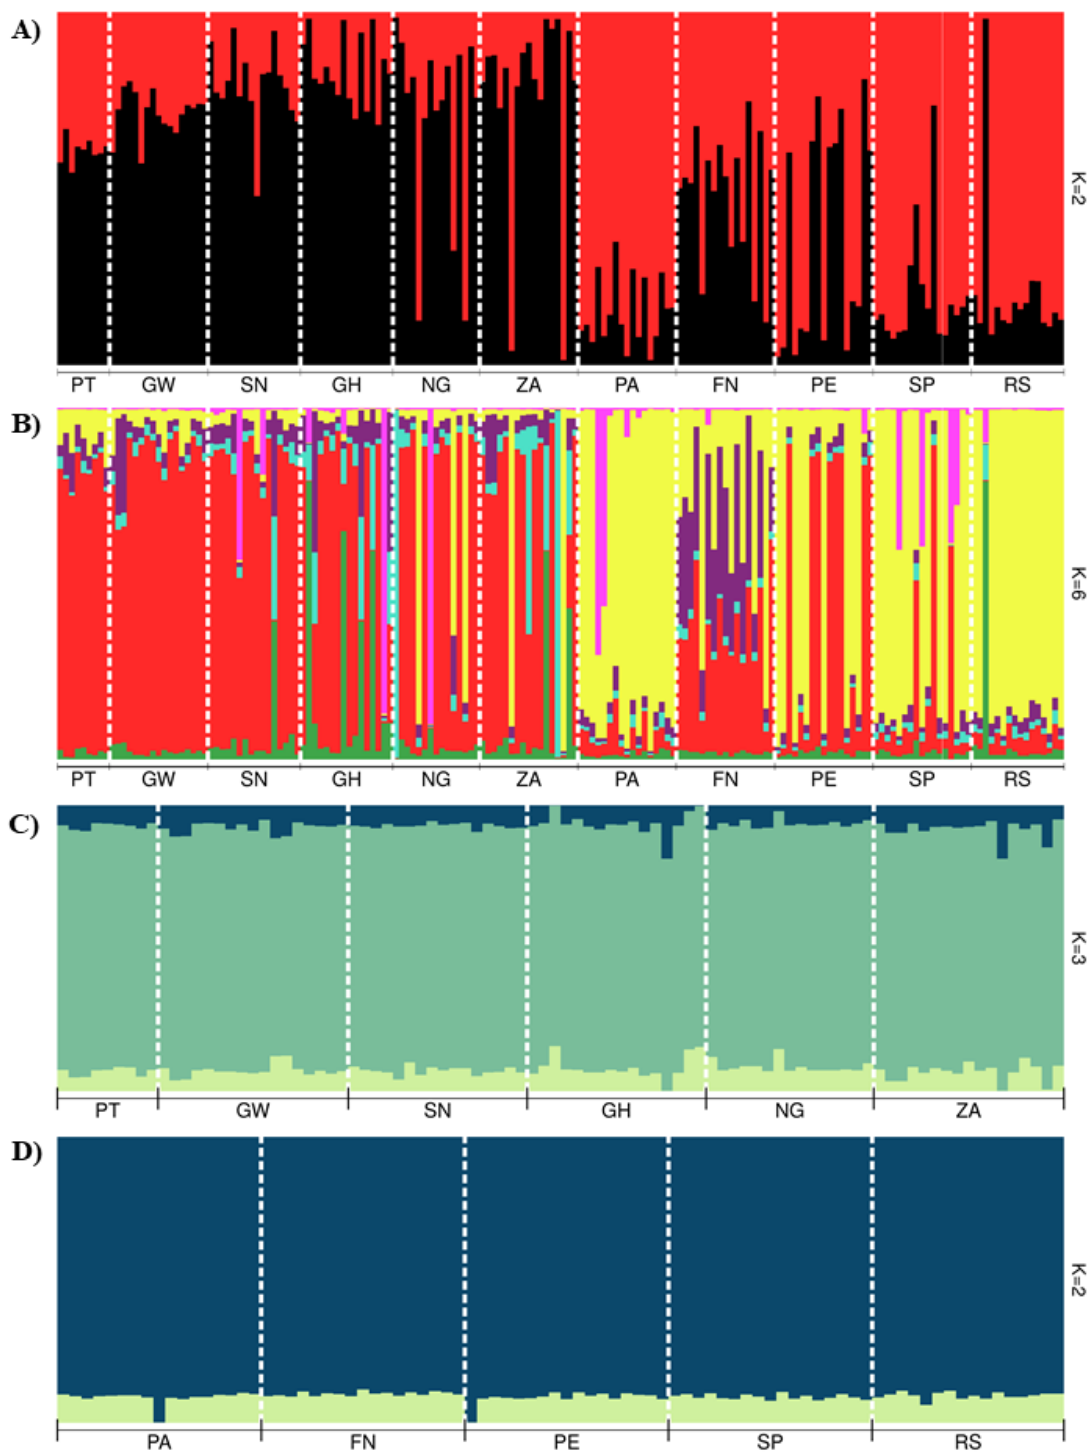 A)
K=2
PT GW SN GH NG ZA PA FN PE SP RS
B)
K=6
PT GW SN GH NG ZA PA FN PE SP RS
C)
K=3
PT GW SN GH NG ZA
D)
K=2
PA FN PE SP RS